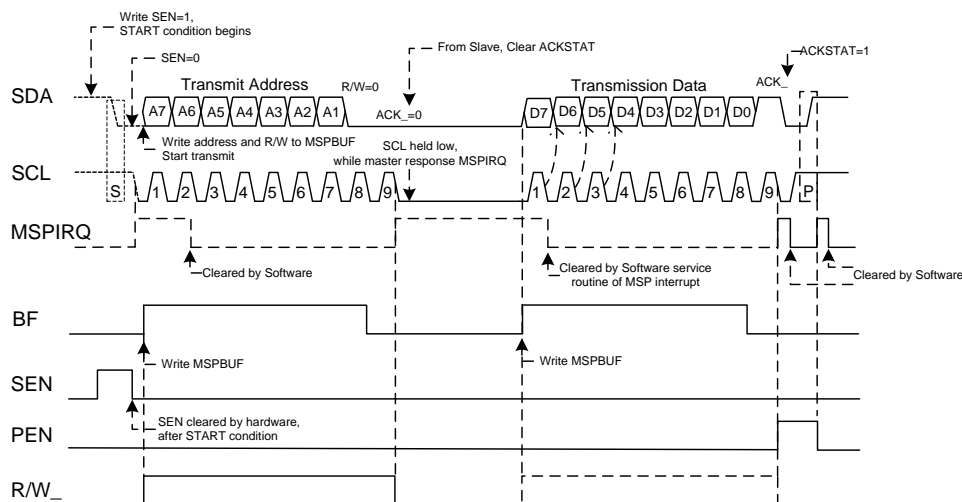 Write SEN=1,
START condition begins
SEN=0
From Slave, Clear ACKSTAT
ACKSTAT=1
Transmit Address
R/W=0
Transmission Data
ACK_
SDA
A7 A6 A5 A4 A3 A2 A1
ACK_=0
D7 D6 D5 D4 D3 D2 D1 D0
Write address and R/W to MSPBUF
Start transmit
SCL held low,
while master response MSPIRQ
SCL
S
1 2 3 4 5 6 7 8 9
1 2 3 4 5 6 7 8 9
P
MSPIRQ
Cleared by Software
Cleared by Software service
routine of MSP interrupt
Cleared by Software
BF
Write MSPBUF
Write MSPBUF
SEN
SEN cleared by hardware,
after START condition
PEN
R/W_